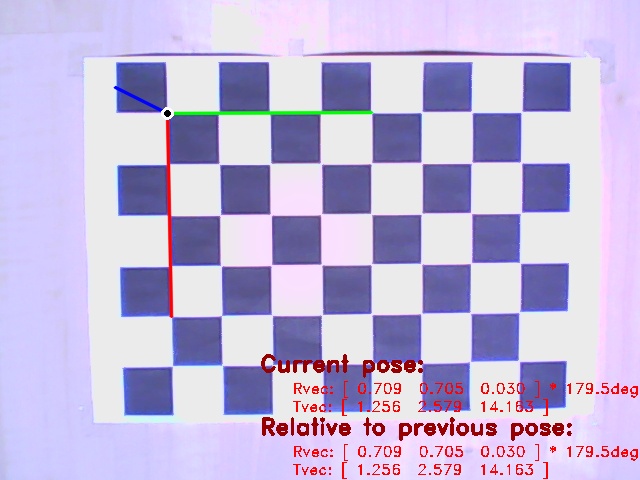 Current pose:
Rvec: [ 0.709 0.705 0.030 ] * 179.5deg
Tvec: [ 1.256 2.579 14.163 ]
Relative to previous pose:
Rvec: [ 0.709 0.705 0.030 ] * 179.5deg
Tvec: [ 1.256 2.579 14.163 ]